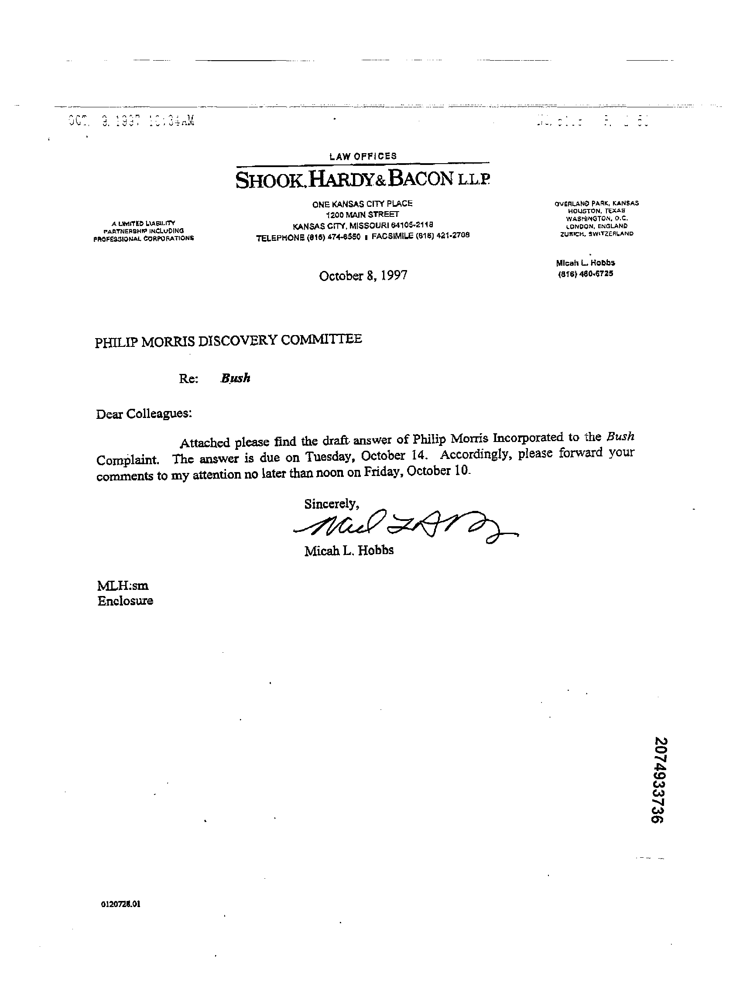 OCT. 9. 1997 10:34AM
LAW OFFICES
SHOOK, HARDY & BACON L.L.P.
ONE KANSAS CITY PLACE
1200 MAIN STREET
KANSAS CITY, MISSOURI 64105-2118
TELEPHONE (816) 474-6550 ▪ FACSIMILE (816) 421-2708
A LIMITED LIABILITY
PARTNERSHIP INCLUDING
PROFESSIONAL CORPORATIONS
OVERLAND PARK, KANSAS
HOUSTON, TEXAS
WASHINGTON, D.C.
LONDON, ENGLAND
ZURICH, SWITZERLAND
Micah L. Hobbs
(816) 460-5725
October 8, 1997
PHILIP MORRIS DISCOVERY COMMITTEE
Re: Bush
Dear Colleagues:
Attached please find the draft answer of Philip Morris Incorporated to the Bush
Complaint. The answer is due on Tuesday, October 14. Accordingly, please forward your
comments to my attention no later than noon on Friday, October 10.
Sincerely,
Micah L. Hobbs
MLH:sm
Enclosure
2074933736
0120728.01